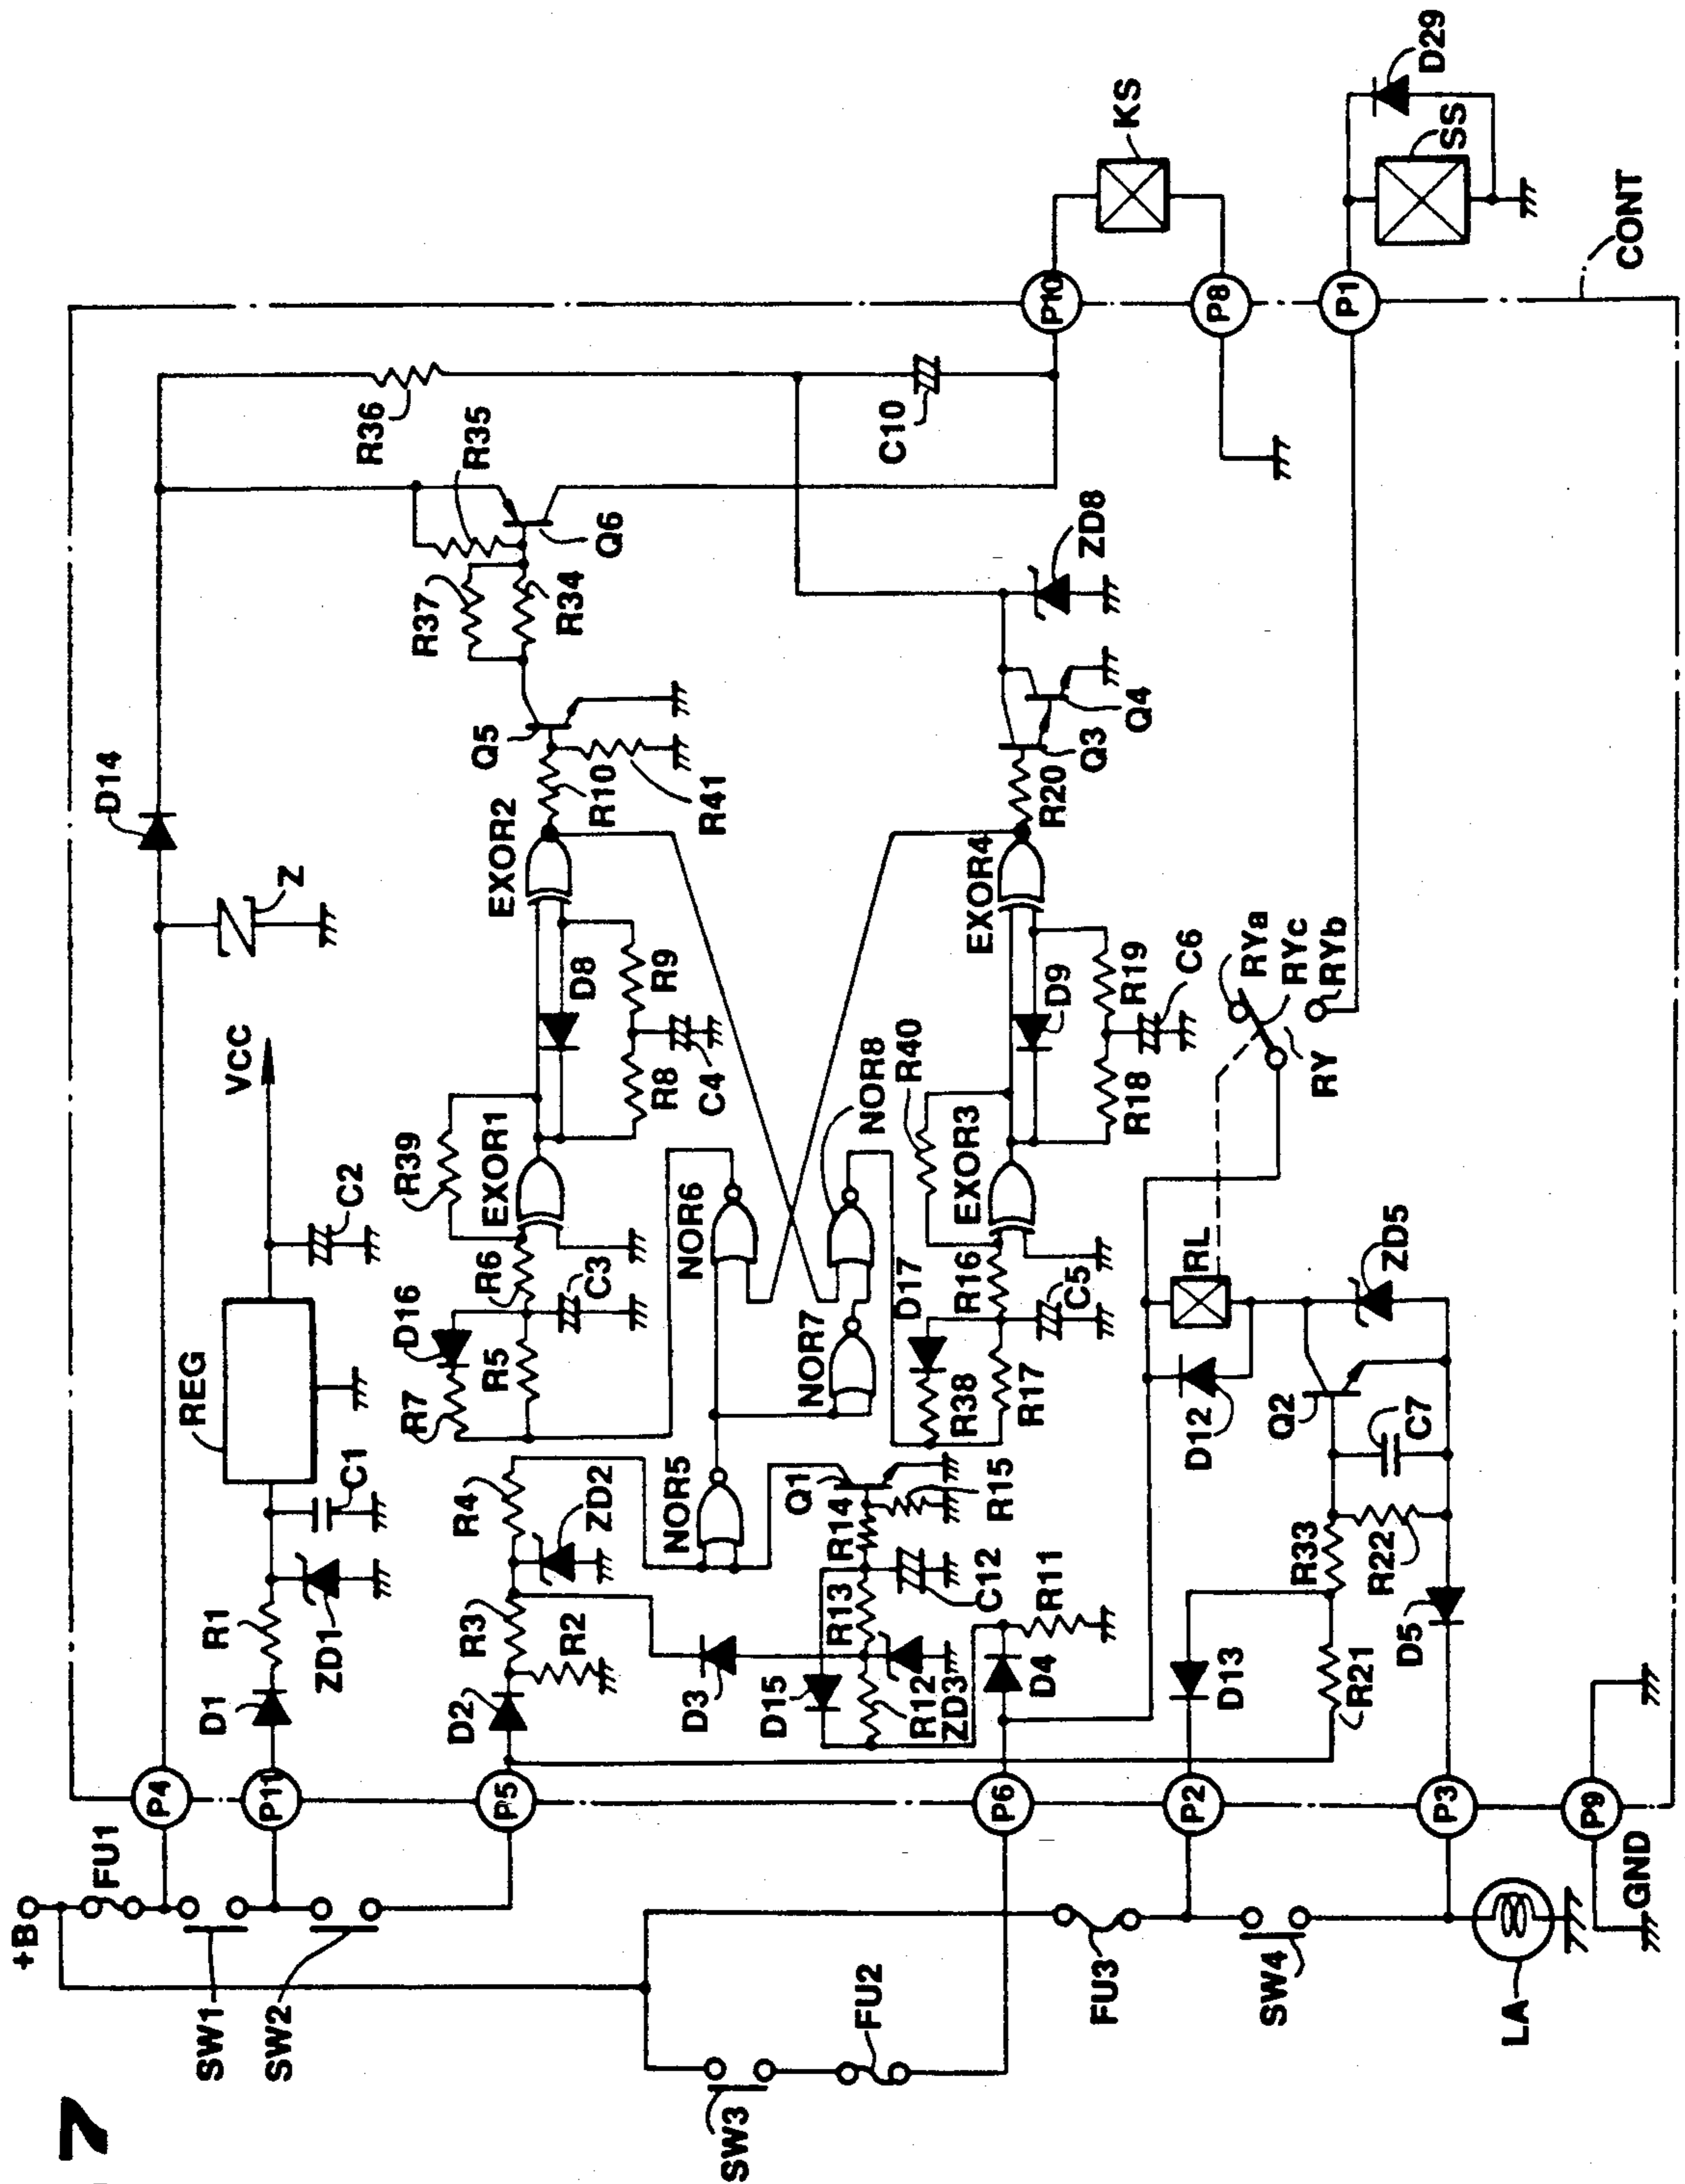 7
+B
FU1
SW1
SW2
SW3
FU2
FU3
SW4
LA
GND
P4
P11
P5
P6
P2
P3
P9
D1
R1
ZD1
C1
REG
C2
VCC
Z
D14
D2
R3
R2
R4
ZD2
D3
D15
R12
ZD3
R13
R14
C12
R15
Q1
D4
R11
NOR5
NOR6
NOR7
NOR8
R7
D16
R5
R6
C3
R39
EXOR1
R8
C4
D8
R9
EXOR2
R10
R41
Q5
R37
R34
R35
Q6
R36
C10
R38
D17
R17
R16
C5
R40
EXOR3
R18
C6
D9
R19
EXOR4
R20
Q3
Q4
ZD8
D13
R21
R33
R22
D5
C7
Q2
D12
RRL
ZD5
RYa
RYc
RYb
RY
P10
P8
P1
KS
SS
D29
CONT